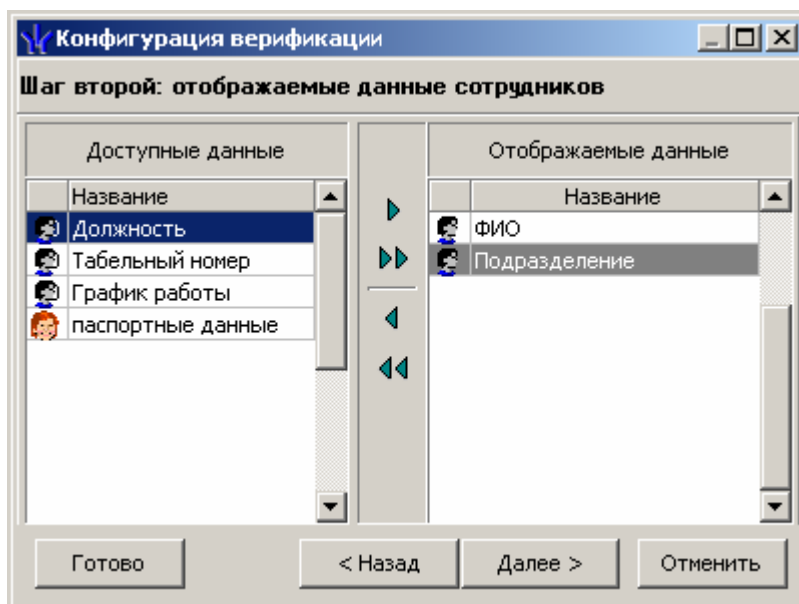 Конфигурация верификации
Шаг второй: отображаемые данные сотрудников
Доступные данные
Отображаемые данные
Название
Должность
Табельный номер
График работы
паспортные данные
Название
ФИО
Подразделение
Готово
< Назад
Далее >
Отменить